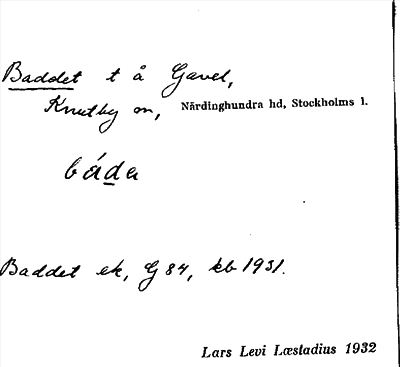 Baddet t å Gavel,
Knutby sn, Närdinghundra hd, Stockholms l.
báda
Baddet ek, G 84, kb 1931.
Lars Levi Læstadius 1932